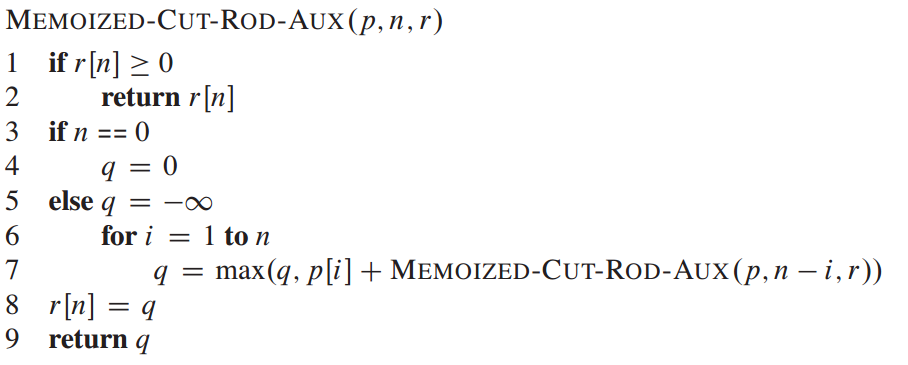 MEMOIZED-CUT-ROD-AUX(p, n, r)
1 if r[n] ≥ 0
2 return r[n]
3 if n == 0
4 q = 0
5 else q = −∞
6 for i = 1 to n
7 q = max(q, p[i] + MEMOIZED-CUT-ROD-AUX(p, n − i, r))
8 r[n] = q
9 return q